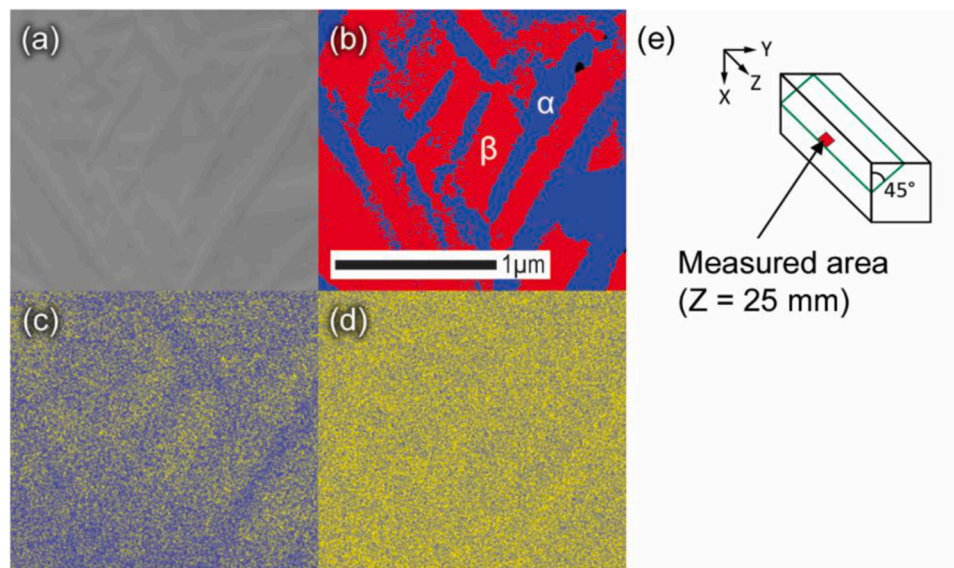 (a)
(b)
α
β
1μm
(c)
(d)
(e)
Y
Z
X
45°
Measured area
(Z = 25 mm)